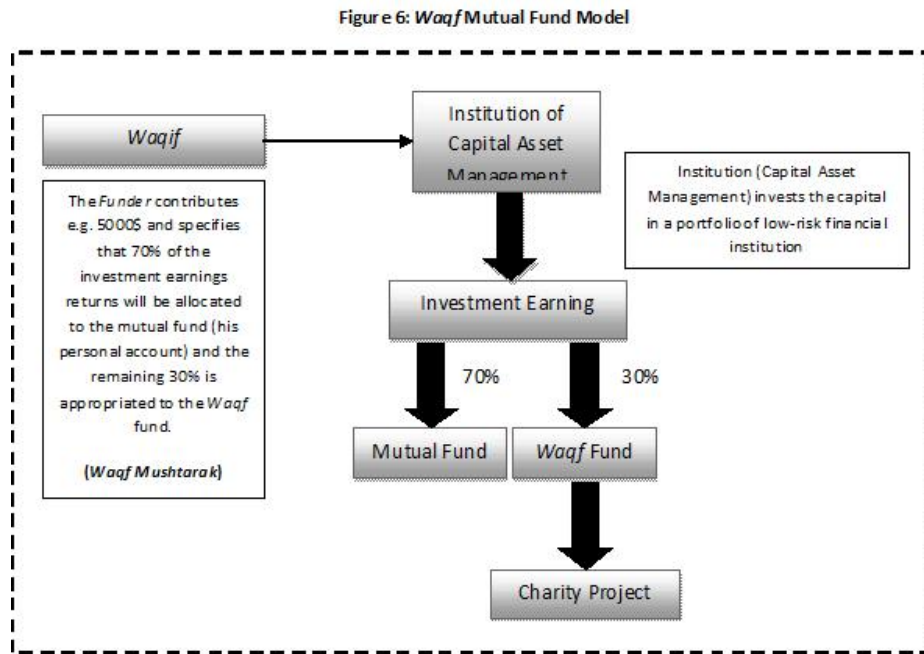 Figure 6: Waqf Mutual Fund Model
Waqif
Institution of
Capital Asset
Management
The Funder contributes
e.g. 5000$ and specifies
that 70% of the
investment earnings
returns will be allocated
to the mutual fund (his
personal account) and the
remaining 30% is
appropriated to the Waqf
fund.
(Waqf Mushtarak)
Institution (Capital Asset
Management) invests the capital
in a portfolio of low-risk financial
institution
Investment Earning
70%
30%
Mutual Fund
Waqf Fund
Charity Project